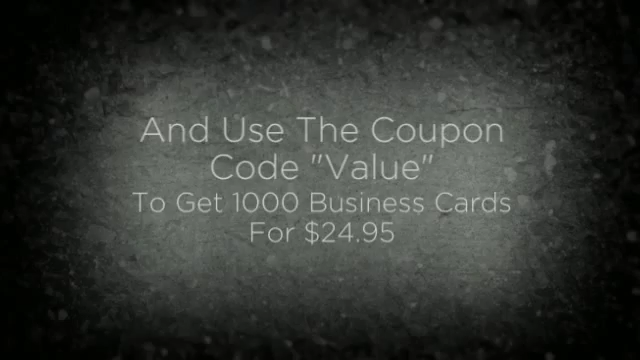 And Use The Coupon
Code "Value"
To Get 1000 Business Cards
For $24.95